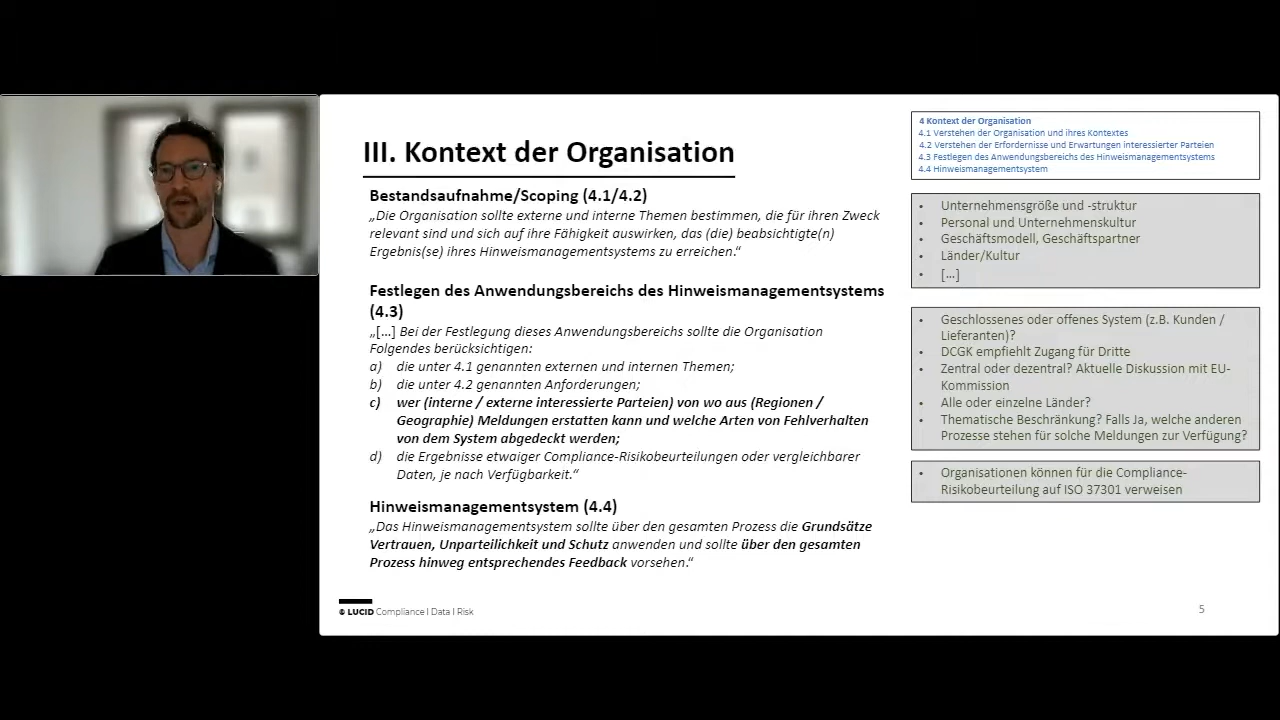 III. Kontext der Organisation
Bestandsaufnahme/Scoping (4.1/4.2)
„Die Organisation sollte externe und interne Themen bestimmen, die für ihren Zweck
relevant sind und sich auf ihre Fähigkeit auswirken, das (die) beabsichtigte(n)
Ergebnis(se) ihres Hinweismanagementsystems zu erreichen.“
Festlegen des Anwendungsbereichs des Hinweismanagementsystems
(4.3)
„[…] Bei der Festlegung dieses Anwendungsbereichs sollte die Organisation
Folgendes berücksichtigen:
a) die unter 4.1 genannten externen und internen Themen;
b) die unter 4.2 genannten Anforderungen;
c) wer (interne / externe interessierte Parteien) von wo aus (Regionen /
Geographie) Meldungen erstatten kann und welche Arten von Fehlverhalten
von dem System abgedeckt werden;
d) die Ergebnisse etwaiger Compliance-Risikobeurteilungen oder vergleichbarer
Daten, je nach Verfügbarkeit.“
Hinweismanagementsystem (4.4)
„Das Hinweismanagementsystem sollte über den gesamten Prozess die Grundsätze
Vertrauen, Unparteilichkeit und Schutz anwenden und sollte über den gesamten
Prozess hinweg entsprechendes Feedback vorsehen.“
4 Kontext der Organisation
4.1 Verstehen der Organisation und ihres Kontextes
4.2 Verstehen der Erfordernisse und Erwartungen interessierter Parteien
4.3 Festlegen des Anwendungsbereichs des Hinweismanagementsystems
4.4 Hinweismanagementsystem
• Unternehmensgröße und -struktur
• Personal und Unternehmenskultur
• Geschäftsmodell, Geschäftspartner
• Länder/Kultur
• […]
• Geschlossenes oder offenes System (z.B. Kunden /
Lieferanten)?
• DCGK empfiehlt Zugang für Dritte
• Zentral oder dezentral? Aktuelle Diskussion mit EU-
Kommission
• Alle oder einzelne Länder?
• Thematische Beschränkung? Falls Ja, welche anderen
Prozesse stehen für solche Meldungen zur Verfügung?
• Organisationen können für die Compliance-
Risikobeurteilung auf ISO 37301 verweisen
© LUCID Compliance I Data I Risk
5